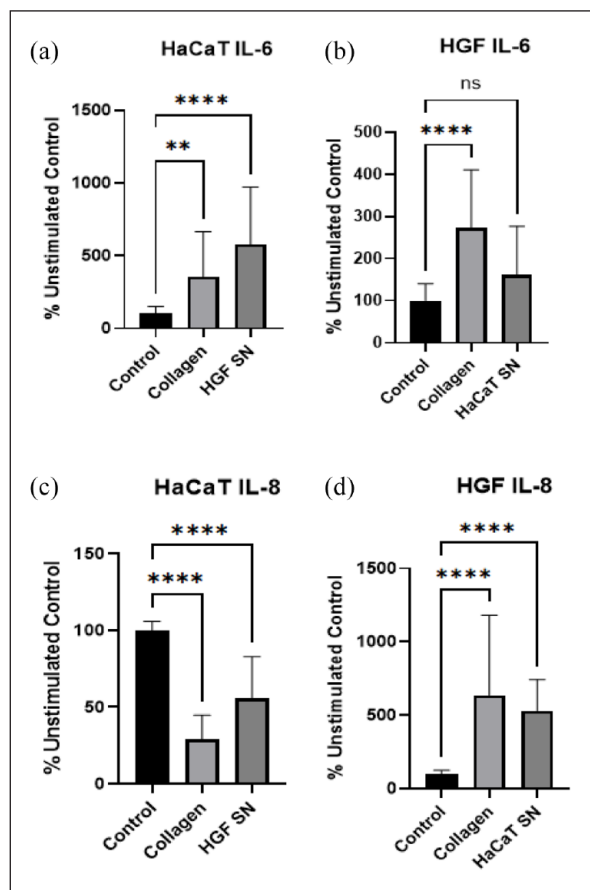 (a)
HaCaT IL-6
****
**
% Unstimulated Control
1500
1000
500
0
Control
Collagen
HGF SN
(b)
HGF IL-6
ns
****
% Unstimulated Control
500
400
300
200
100
0
Control
Collagen
HaCaT SN
(c)
HaCaT IL-8
****
****
% Unstimulated Control
150
100
50
0
Control
Collagen
HGF SN
(d)
HGF IL-8
****
****
% Unstimulated Control
1500
1000
500
0
Control
Collagen
HaCaT SN